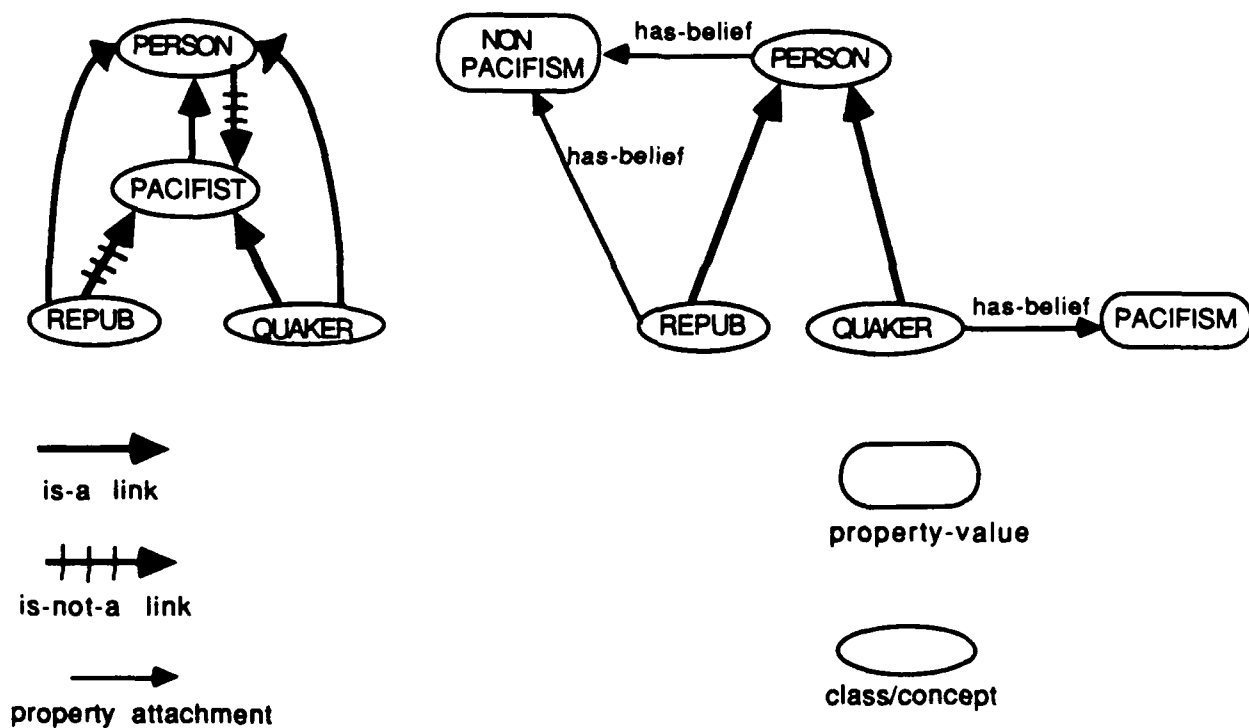 PERSON
PACIFIST
REPUB
QUAKER
NON
PACIFISM
has-belief
PERSON
has-belief
REPUB
QUAKER
has-belief
PACIFISM
is-a link
is-not-a link
property attachment
property-value
class/concept